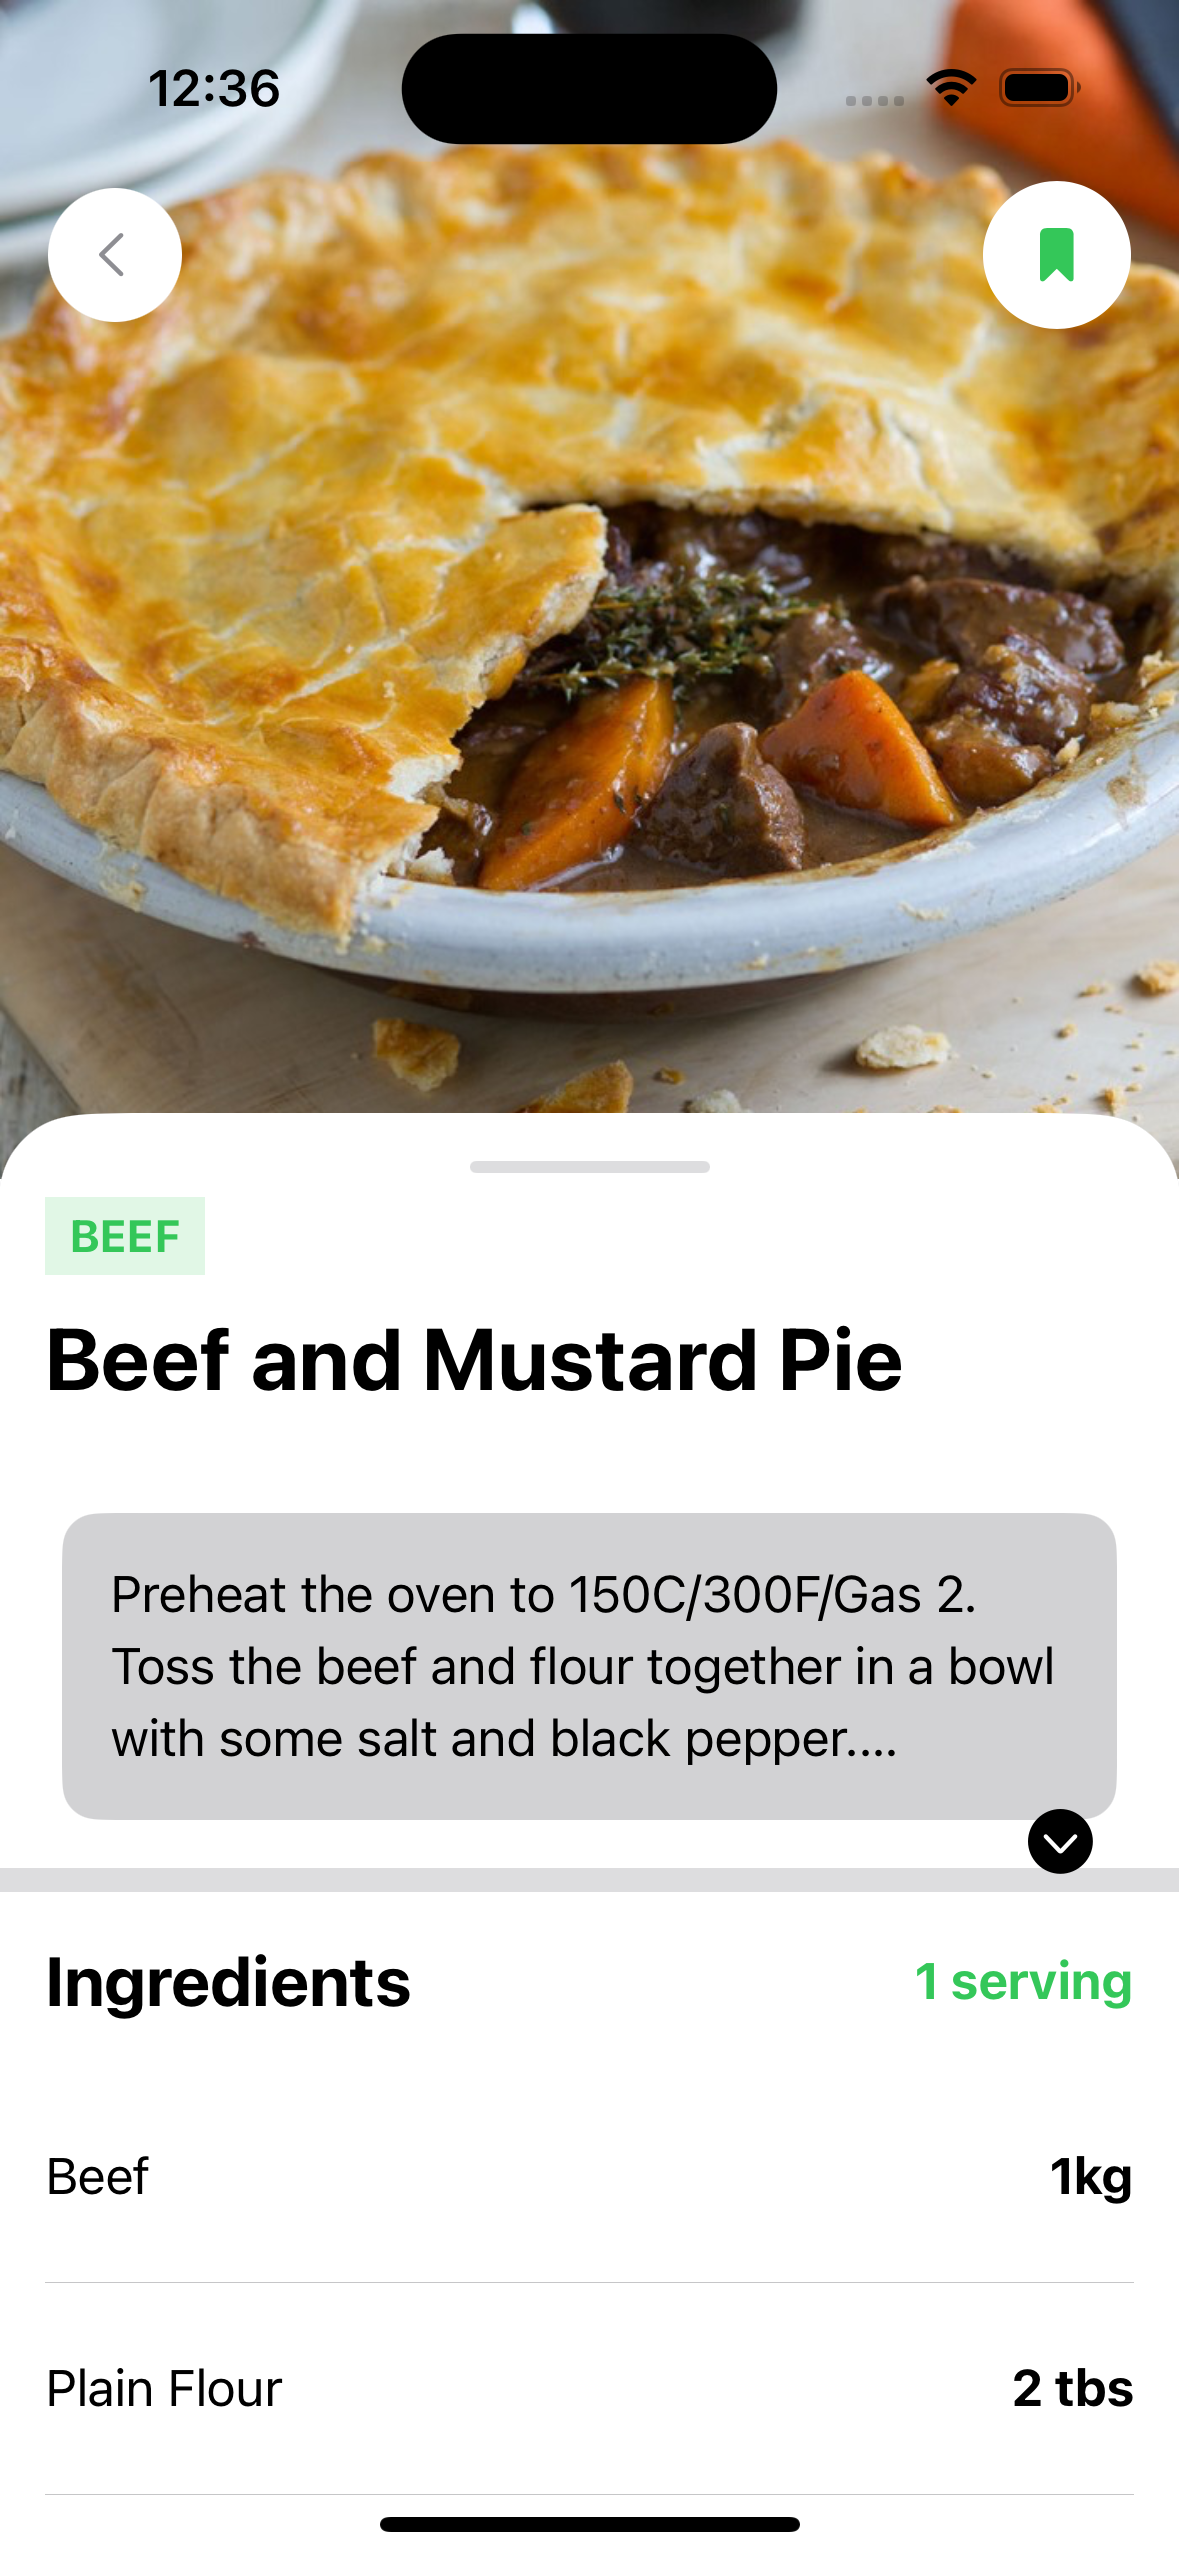 12:36
BEEF
Beef and Mustard Pie
Preheat the oven to 150C/300F/Gas 2.
Toss the beef and flour together in a bowl
with some salt and black pepper....
Ingredients
1 serving
Beef
1kg
Plain Flour
2 tbs